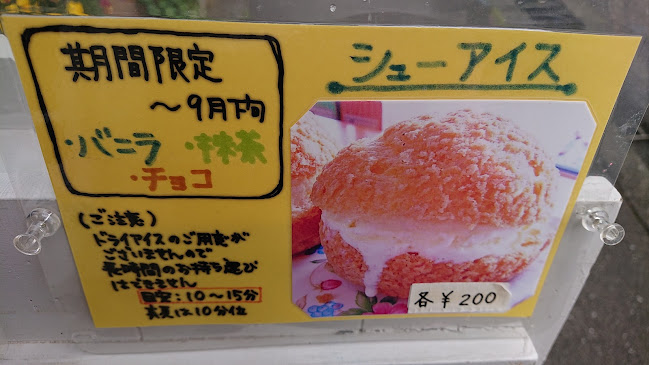 期間限定
～9月下旬
・バニラ ・抹茶
・チョコ
シューアイス
(ご注意)
ドライアイスのご用意が
ございませんので
長時間のお持ち運び
はできません
目安:10～15分
真夏は10分位
各¥200